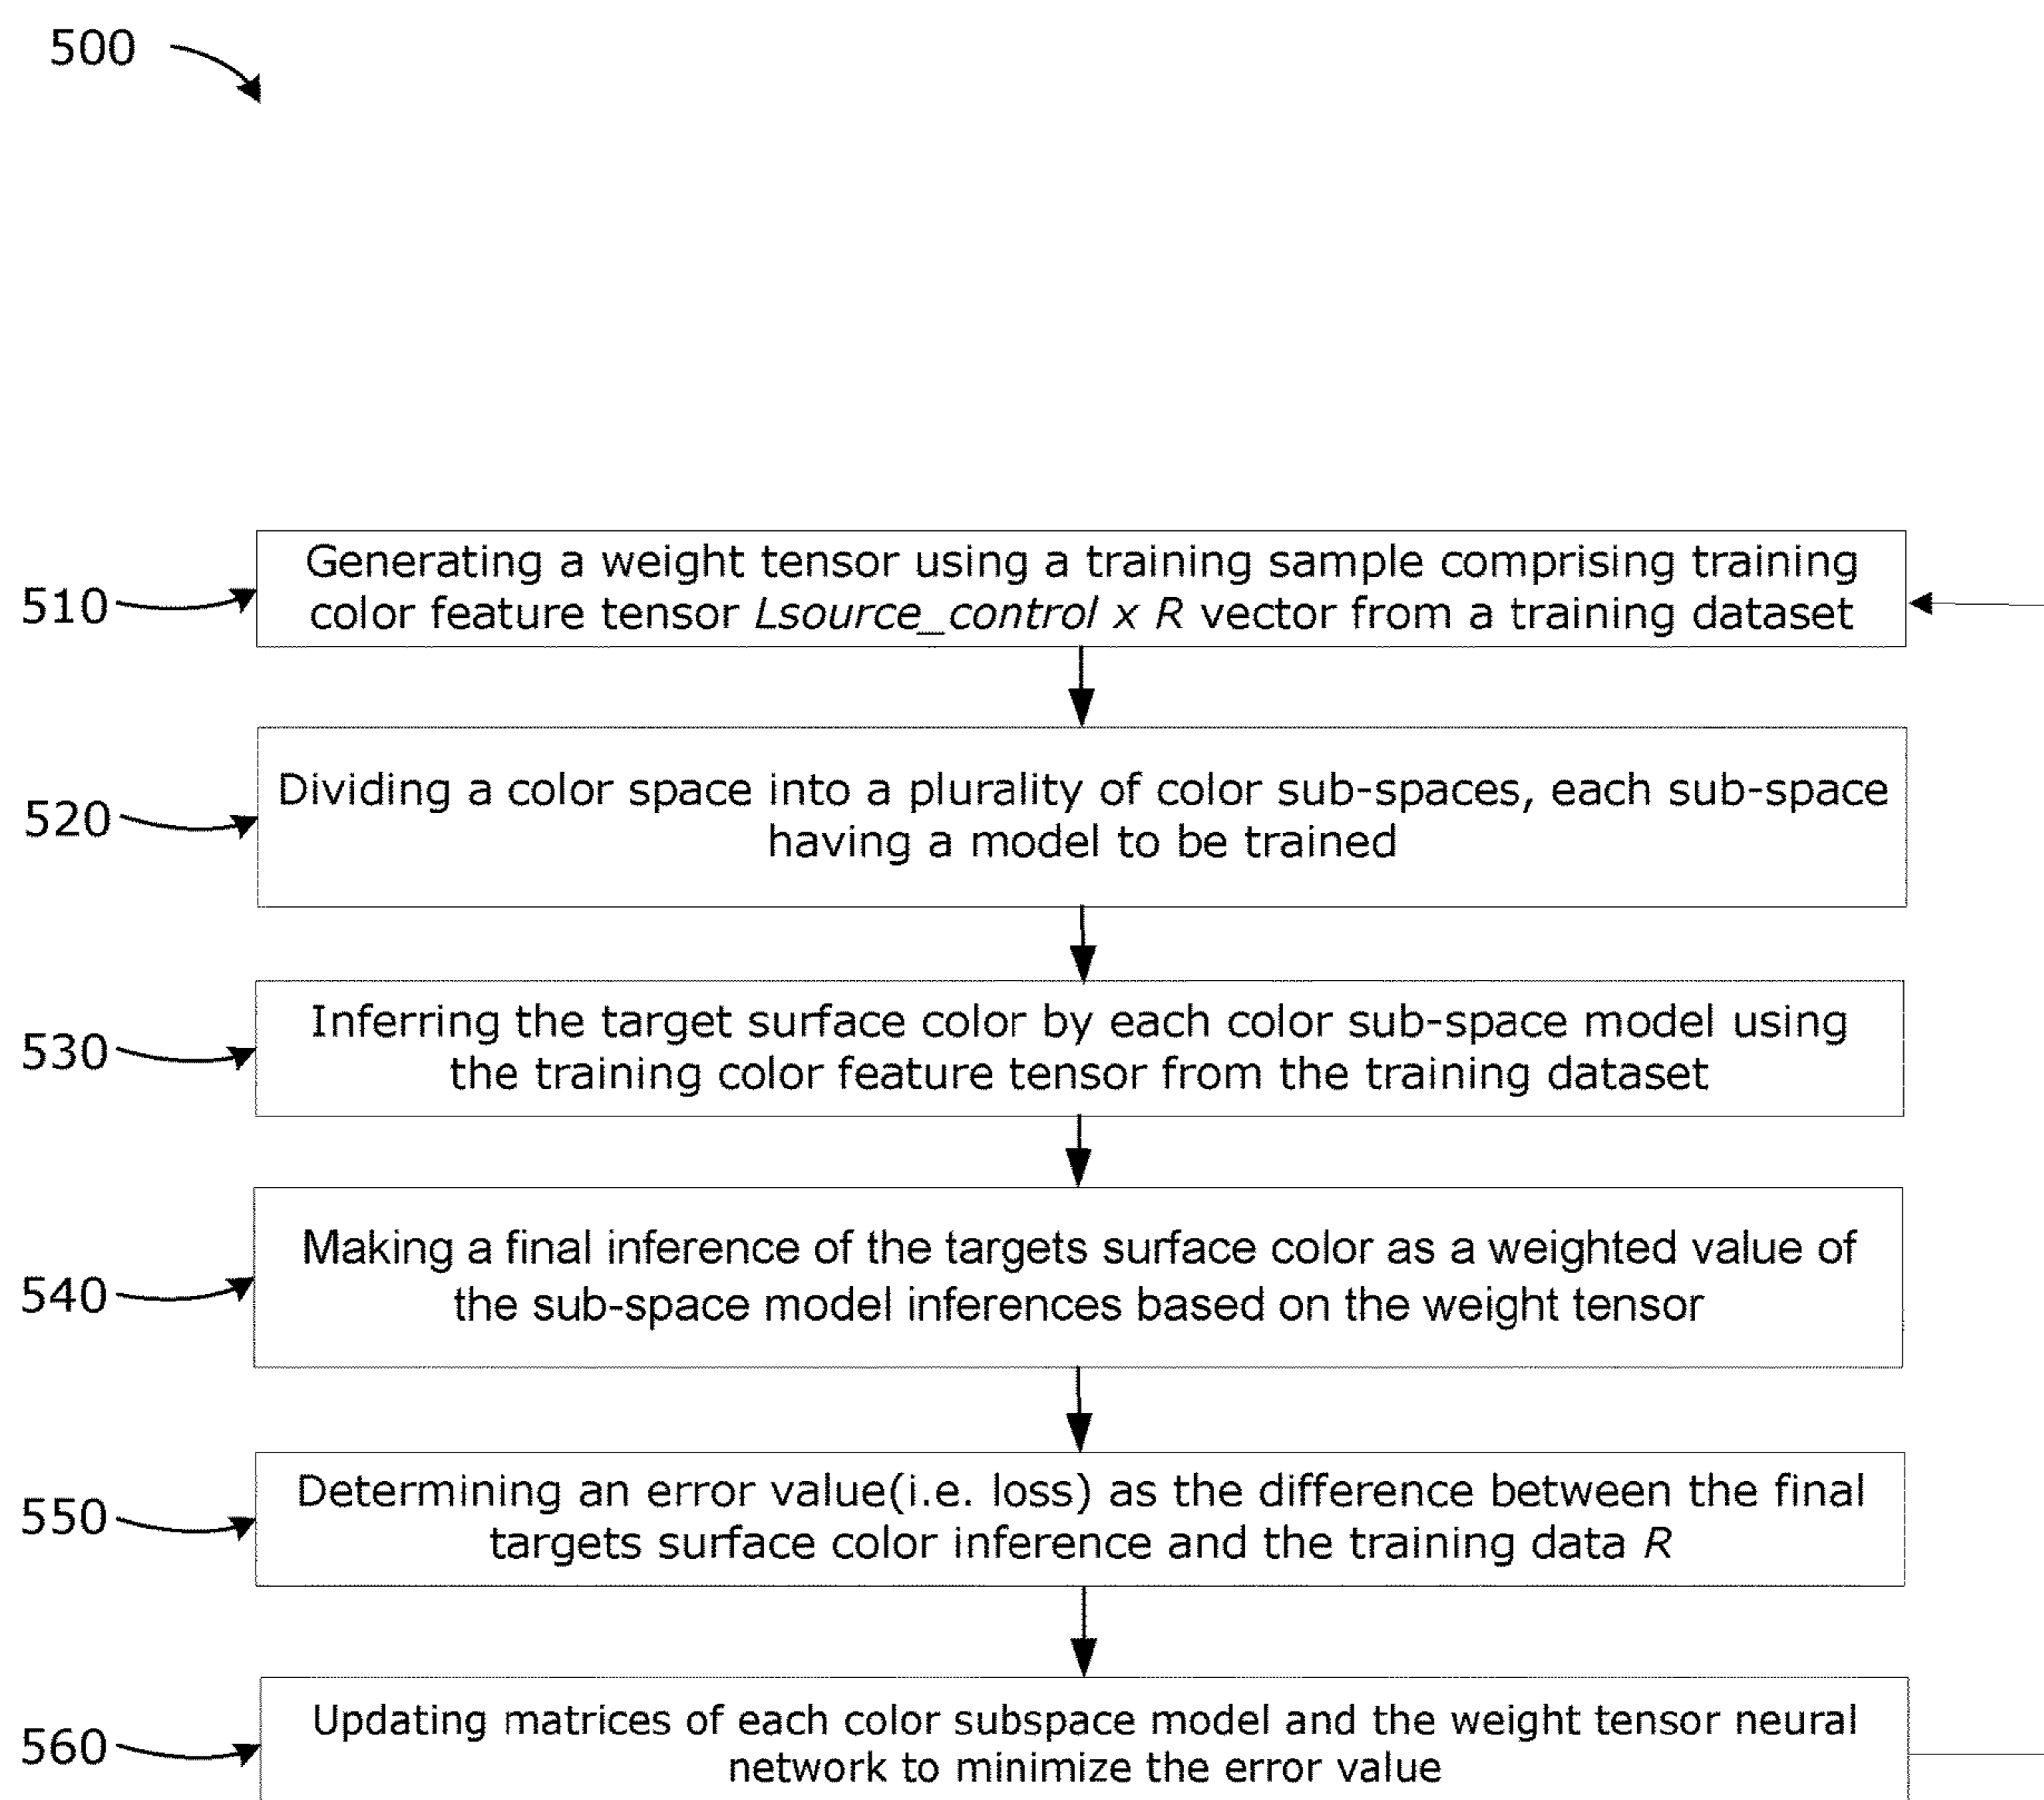 500
510
Generating a weight tensor using a training sample comprising training
color feature tensor Lsource_control x R vector from a training dataset
520
Dividing a color space into a plurality of color sub-spaces, each sub-space
having a model to be trained
530
Inferring the target surface color by each color sub-space model using
the training color feature tensor from the training dataset
540
Making a final inference of the targets surface color as a weighted value of
the sub-space model inferences based on the weight tensor
550
Determining an error value(i.e. loss) as the difference between the final
targets surface color inference and the training data R
560
Updating matrices of each color subspace model and the weight tensor neural
network to minimize the error value